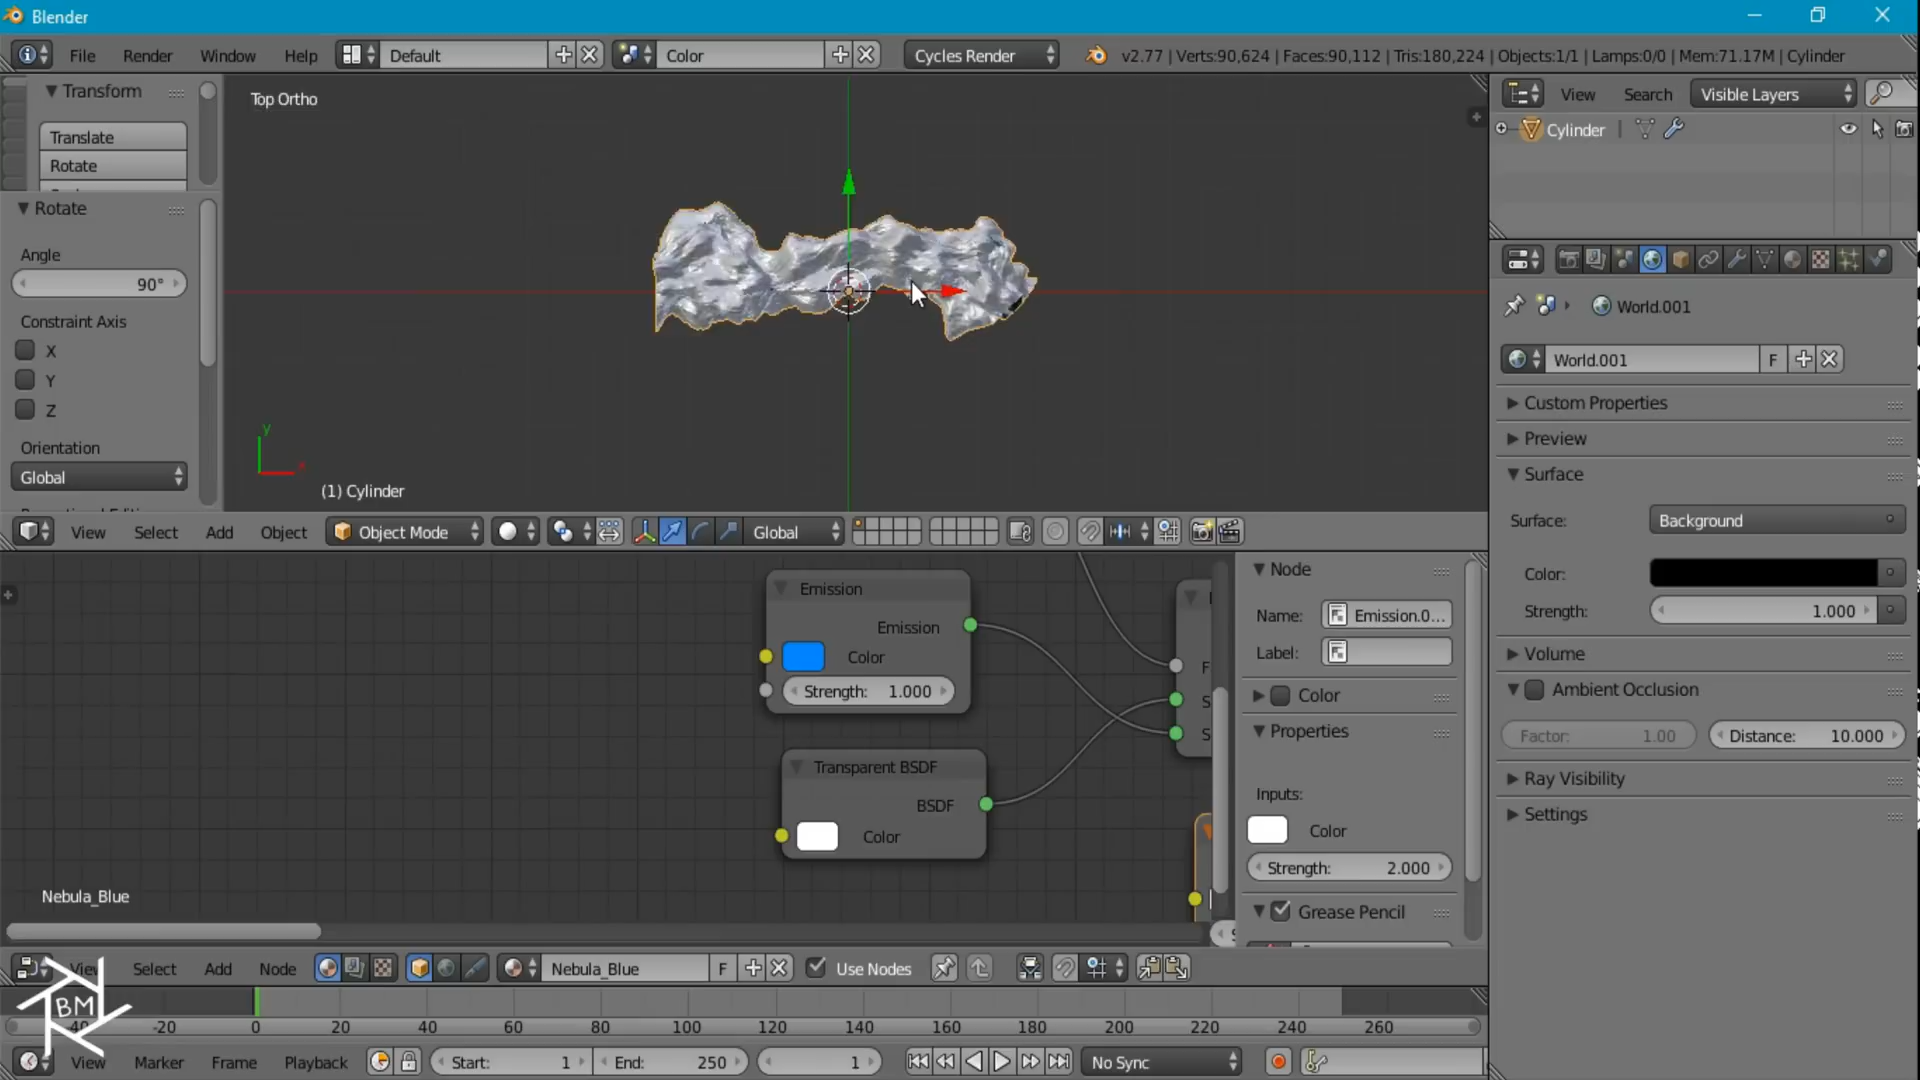 Blender
File Render Window Help Default Color Cycles Render v2.77 | Verts:90,624 | Faces:90,112 | Tris:180,224 | Objects:1/1 | Lamps:0/0 | Mem:71.17M | Cylinder
Transform
Translate
Rotate
Rotate
Angle
90°
Constraint Axis
X
Y
Z
Orientation
Global
Top Ortho
y
x
(1) Cylinder
View Select Add Object Object Mode Global
Emission
Emission
Color
Strength: 1.000
Transparent BSDF
BSDF
Color
F
S
S
Nebula_Blue
Node
Name: Emission.0...
Label:
Color
Properties
Inputs:
Color
Strength: 2.000
Grease Pencil
View Select Add Node Nebula_Blue F Use Nodes
-40 -20 0 20 40 60 80 100 120 140 160 180 200 220 240 260
View Marker Frame Playback Start: 1 End: 250 1 No Sync
BM
View Search Visible Layers
Cylinder
World.001
World.001 F
Custom Properties
Preview
Surface
Surface: Background
Color:
Strength: 1.000
Volume
Ambient Occlusion
Factor: 1.00 Distance: 10.000
Ray Visibility
Settings